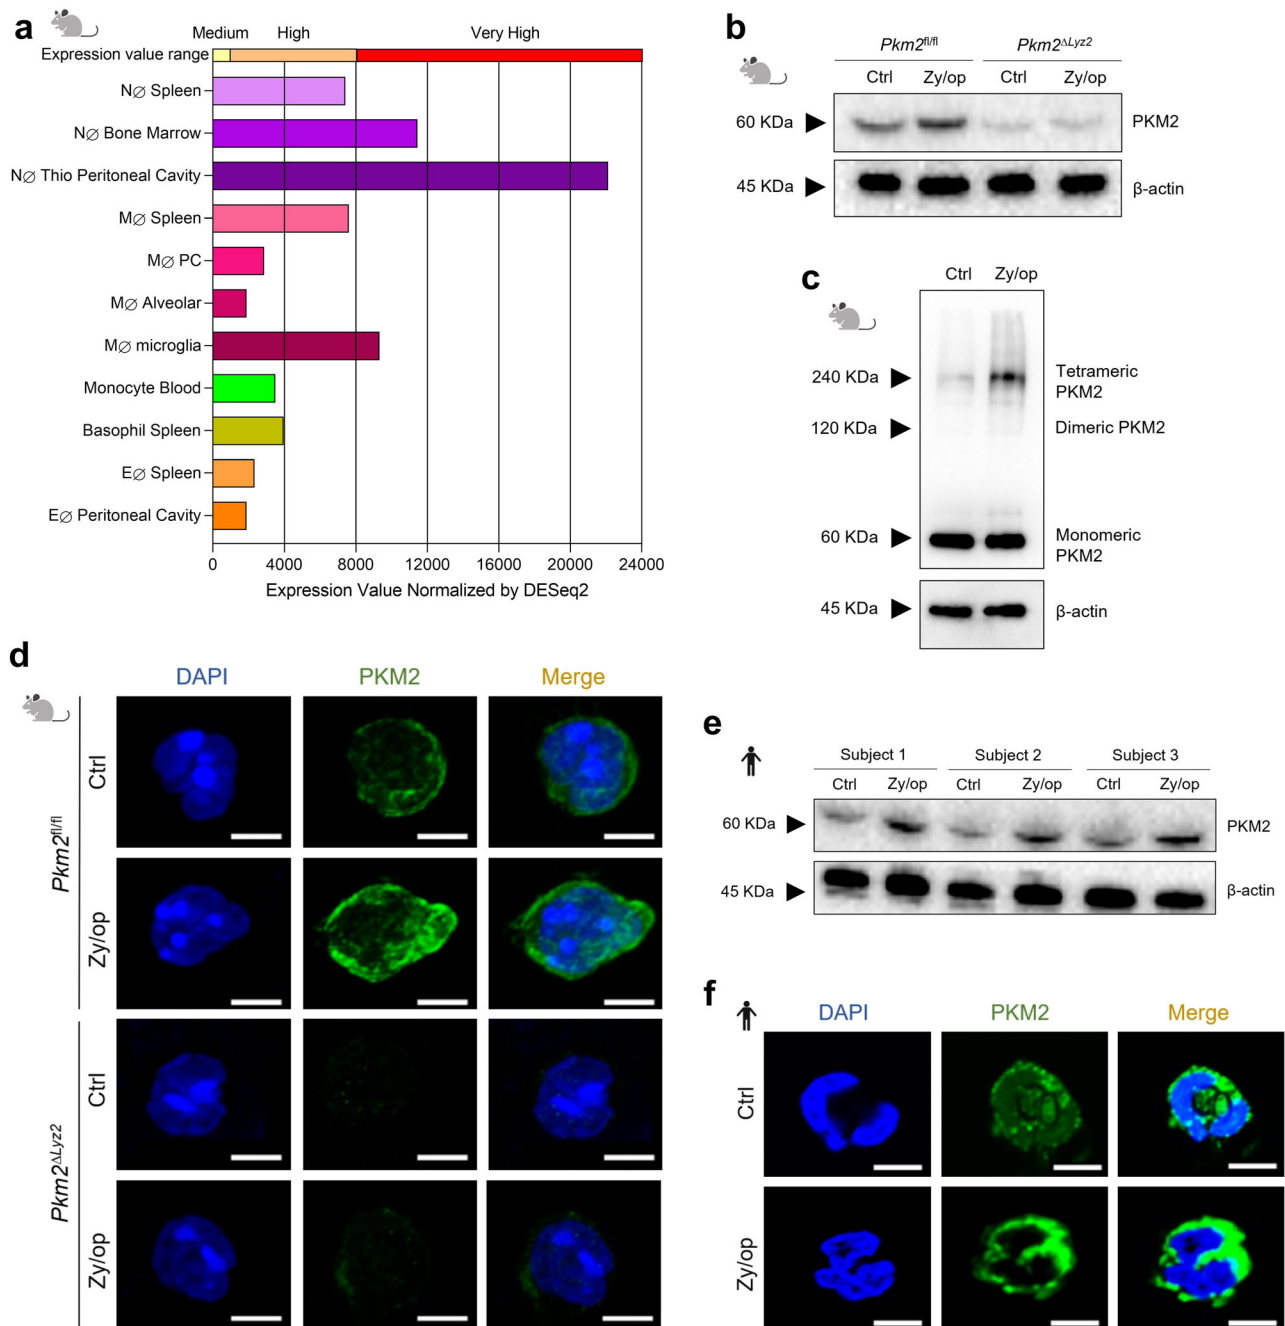 a
Medium High Very High
Expression value range
N∅ Spleen
N∅ Bone Marrow
N∅ Thio Peritoneal Cavity
M∅ Spleen
M∅ PC
M∅ Alveolar
M∅ microglia
Monocyte Blood
Basophil Spleen
E∅ Spleen
E∅ Peritoneal Cavity
0 4000 8000 12000 16000 20000 24000
Expression Value Normalized by DESeq2
b
Pkm2fl/fl Pkm2ΔLyz2
Ctrl Zy/op Ctrl Zy/op
60 KDa PKM2
45 KDa β-actin
c
Ctrl Zy/op
240 KDa Tetrameric
PKM2
120 KDa Dimeric PKM2
60 KDa Monomeric
PKM2
45 KDa β-actin
d
DAPI PKM2 Merge
Pkm2fl/fl
Ctrl
Zy/op
Pkm2ΔLyz2
Ctrl
Zy/op
e
Subject 1 Subject 2 Subject 3
Ctrl Zy/op Ctrl Zy/op Ctrl Zy/op
60 KDa PKM2
45 KDa β-actin
f
DAPI PKM2 Merge
Ctrl
Zy/op